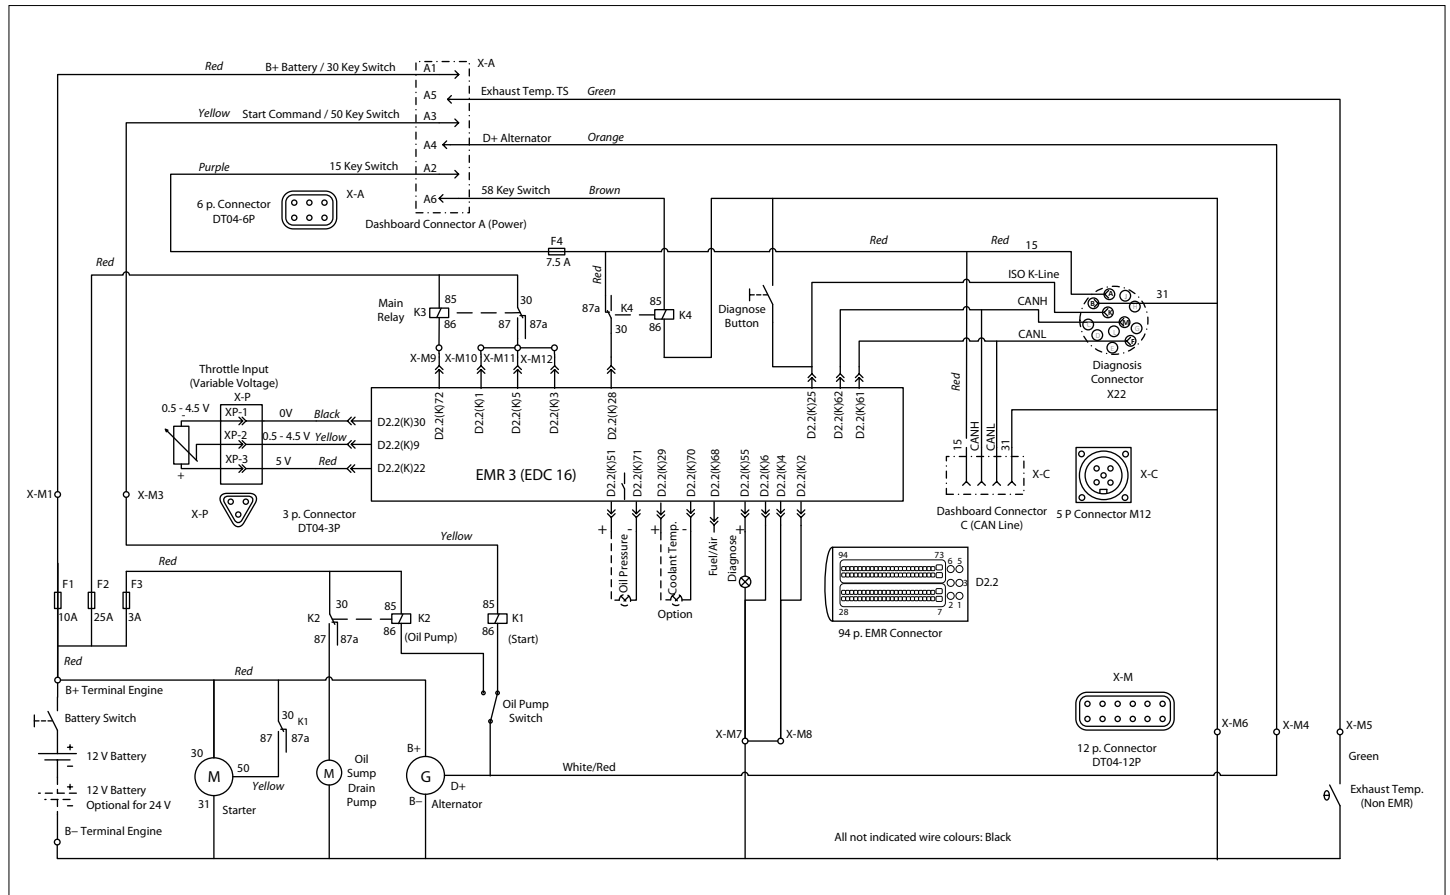 Red
B+ Battery / 30 Key Switch
A1
X-A
A5
Exhaust Temp. TS
Green
Yellow
Start Command / 50 Key Switch
A3
A4
D+ Alternator
Orange
Purple
15 Key Switch
A2
A6
58 Key Switch
Brown
6 p. Connector
DT04-6P
X-A
Dashboard Connector A (Power)
F4
7.5 A
Red
Red
15
Red
Red
ISO K-Line
CANH
CANL
31
Main
Relay
K3
85
86
30
87
87a
87a
K4
30
85
86
K4
Diagnose
Button
Diagnosis
Connector
X22
X-M9
X-M10
X-M11
X-M12
Throttle Input
(Variable Voltage)
X-P
0.5 - 4.5 V
-
+
XP-1
0V
Black
XP-2
0.5 - 4.5 V
Yellow
XP-3
5 V
Red
D2.2(K)30
D2.2(K)9
D2.2(K)22
D2.2(K)72
D2.2(K)1
D2.2(K)5
D2.2(K)3
D2.2(K)28
D2.2(K)25
D2.2(K)62
D2.2(K)61
EMR 3 (EDC 16)
D2.2(K)51
D2.2(K)71
D2.2(K)29
D2.2(K)70
D2.2(K)68
D2.2(K)55
D2.2(K)6
D2.2(K)4
D2.2(K)2
Red
15
CANH
CANL
31
X-C
X-C
Dashboard Connector
C (CAN Line)
5 P Connector M12
X-M1
X-M3
X-P
3 p. Connector
DT04-3P
Yellow
+
Oil Pressure
-
+
Coolant Temp.
-
Option
Fuel/Air
+
Diagnose
94
73
6
5
3
2
1
28
7
D2.2
94 p. EMR Connector
Red
F1
10A
F2
25A
F3
3A
Red
K2
30
87
87a
85
86
K2
(Oil Pump)
85
86
K1
(Start)
Red
B+ Terminal Engine
Battery Switch
+
12 V Battery
-
+
12 V Battery
Optional for 24 V
-
B– Terminal Engine
30
K1
87
87a
30
M
50
31
Yellow
Starter
M
Oil
Sump
Drain
Pump
B+
G
D+
B–
Alternator
Oil Pump
Switch
White/Red
X-M7
X-M8
X-M
12 p. Connector
DT04-12P
X-M6
X-M4
X-M5
Green
Exhaust Temp.
(Non EMR)
All not indicated wire colours: Black